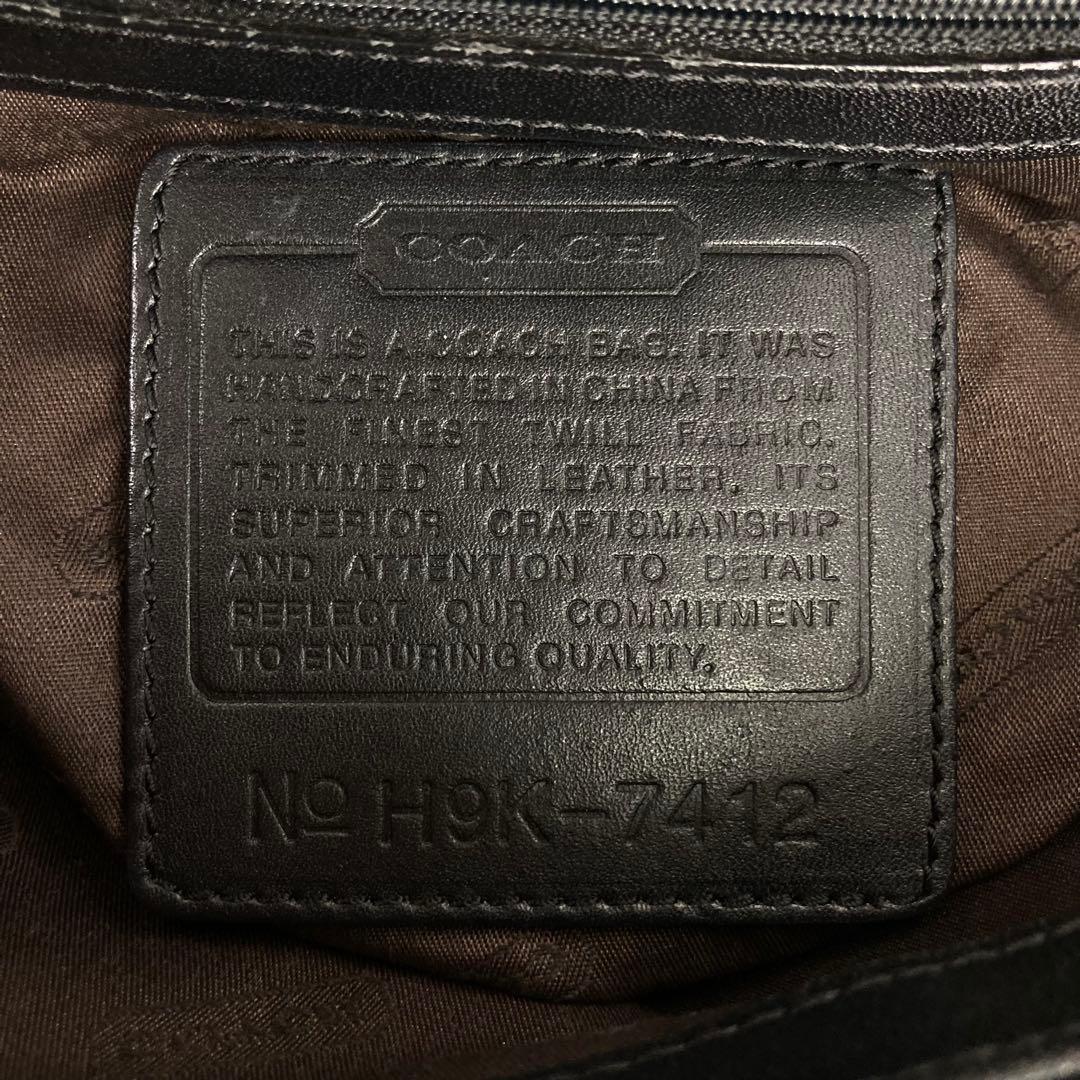 COACH
THIS IS A COACH BAG. IT WAS
HANDCRAFTED IN CHINA FROM
THE FINEST TWILL FABRIC.
TRIMMED IN LEATHER. ITS
SUPERIOR CRAFTSMANSHIP
AND ATTENTION TO DETAIL
REFLECT OUR COMMITMENT
TO ENDURING QUALITY.
No H9K-7412
COACH